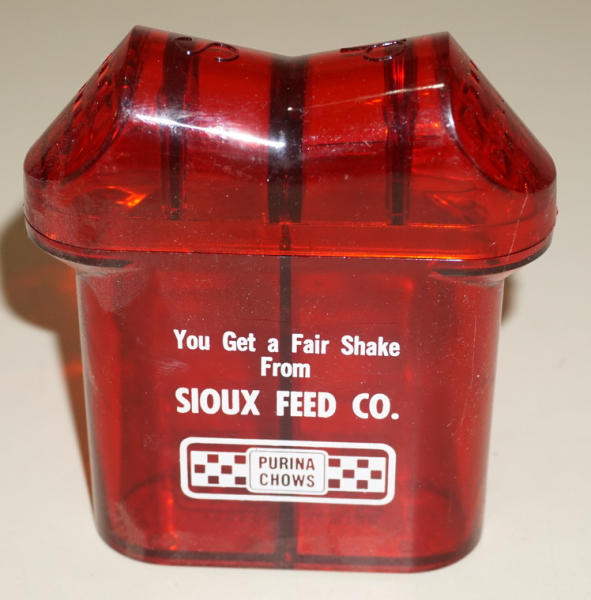 S
You Get a Fair Shake
From
SIOUX FEED CO.
PURINA
CHOWS